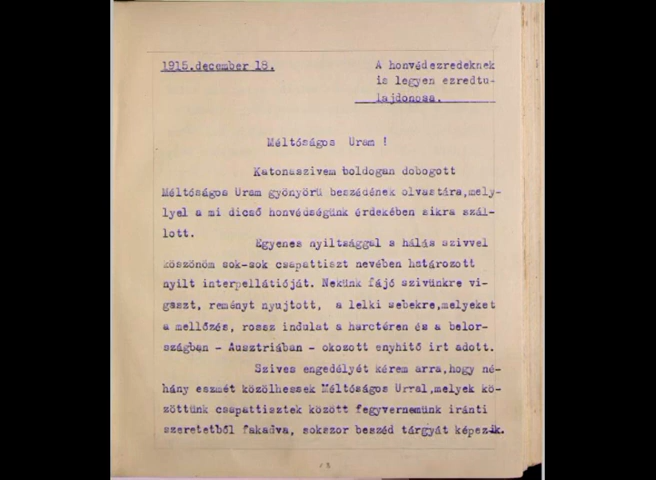 1915.december 18.
A honvédezredeknek
is legyen ezredtu-
lajdonosa.
Méltóságos Uram !
Katonaszivem boldogan dobogott
Méltóságos Uram gyönyörü beszédének olvastára,mely-
lyel a mi dicső honvédségünk érdekében sikra szál-
lott.
Egyenes nyiltsággal s hálás szivvel
köszönöm sok-sok csapattiszt nevében határozott
nyilt interpellátióját. Nekünk fájó szivünkre vi-
gaszt, reményt nyujtott, a lelki sebekre,melyeket
a mellőzés, rossz indulat a harctéren és a belor-
szágban - Ausztriában - okozott enyhitő irt adott.
Szives engedélyét kérem arra,hogy né-
hány eszmét közölhessek Méltóságos Urral,melyek kö-
zöttünk csapattisztek között fegyvernemünk iránti
szeretetből fakadva, sokszor beszéd tárgyát képezik.